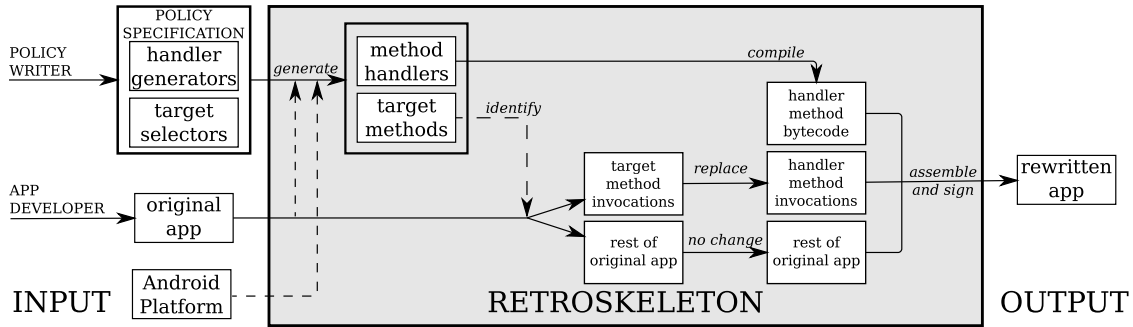 POLICY
SPECIFICATION
POLICY
WRITER
handler
generators
target
selectors
generate
method
handlers
target
methods
compile
identify
handler
method
bytecode
APP
DEVELOPER
original
app
target
method
invocations
replace
handler
method
invocations
assemble
and sign
rewritten
app
rest of
original app
no change
rest of
original app
Android
Platform
INPUT
RETROSKELETON
OUTPUT